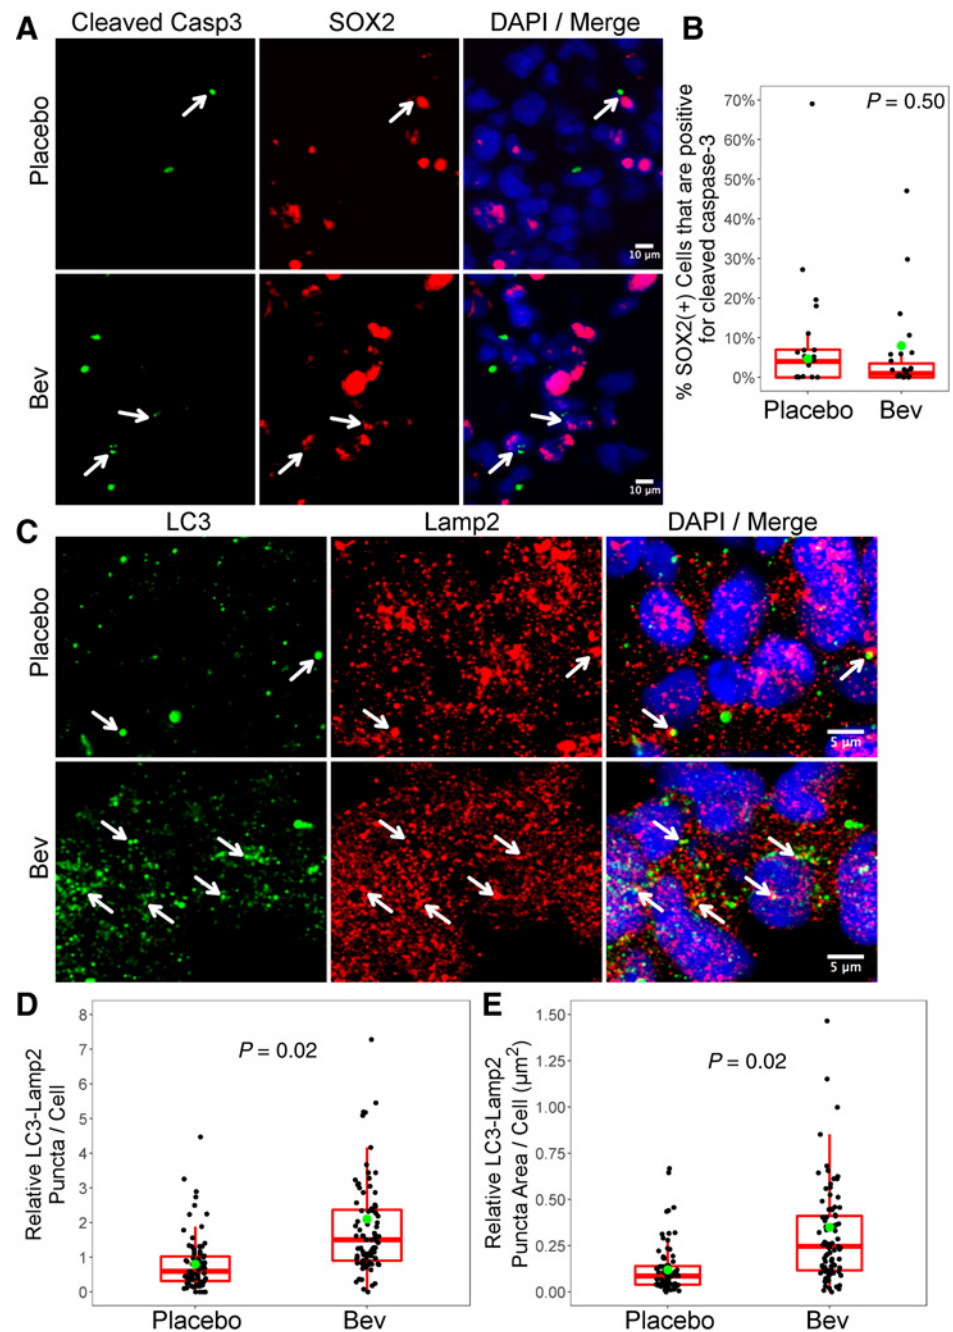 A
Cleaved Casp3
SOX2
DAPI / Merge
Placebo
10 µm
Bev
10 µm
B
% SOX2(+) Cells that are positive
for cleaved caspase-3
70%
60%
50%
40%
30%
20%
10%
0%
P = 0.50
Placebo
Bev
C
LC3
Lamp2
DAPI / Merge
Placebo
5 µm
Bev
5 µm
D
Relative LC3-Lamp2
Puncta / Cell
8
7
6
5
4
3
2
1
0
P = 0.02
Placebo
Bev
E
Relative LC3-Lamp2
Puncta Area / Cell (µm²)
1.50
1.25
1.00
0.75
0.50
0.25
0.00
P = 0.02
Placebo
Bev